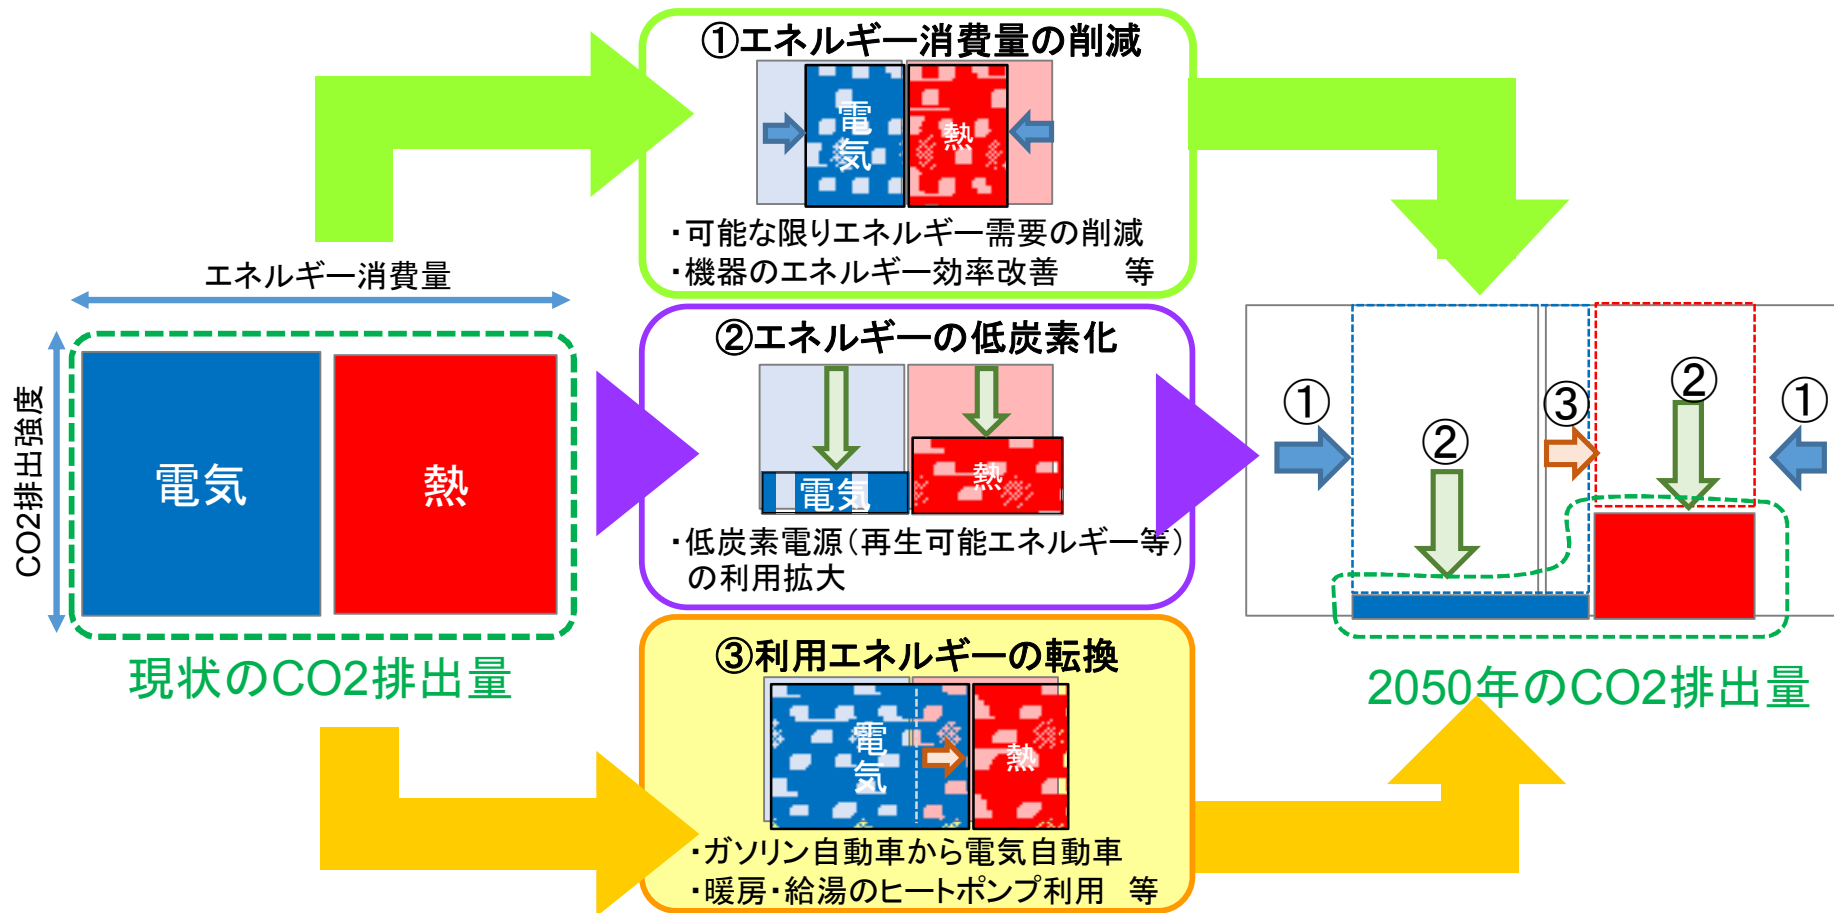 ①エネルギー消費量の削減
電気
熱
・可能な限りエネルギー需要の削減
・機器のエネルギー効率改善　　等
エネルギー消費量
CO2排出強度
電気
熱
現状のCO2排出量
②エネルギーの低炭素化
電気
熱
・低炭素電源（再生可能エネルギー等）
の利用拡大
③利用エネルギーの転換
電気
熱
・ガソリン自動車から電気自動車
・暖房・給湯のヒートポンプ利用　等
①
②
③
②
①
2050年のCO2排出量